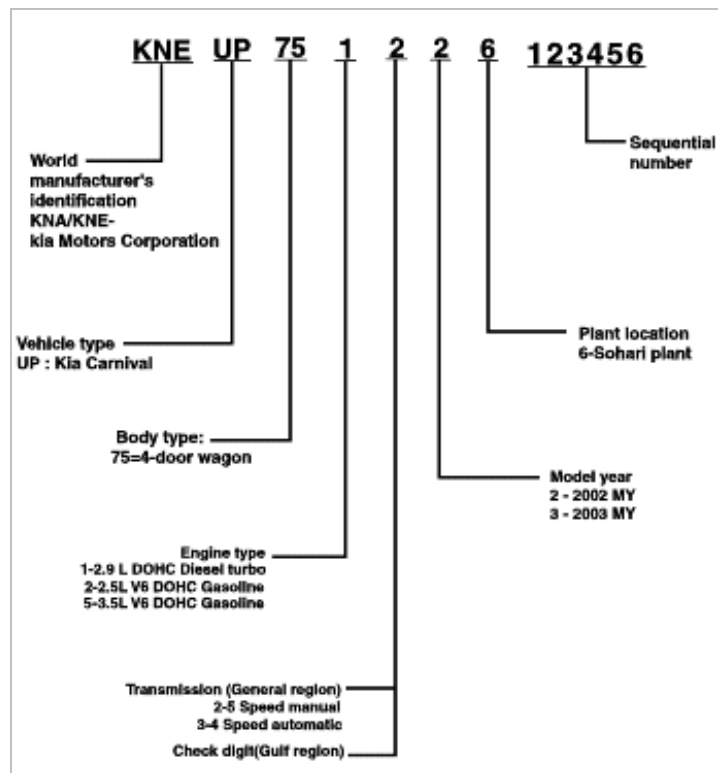 KNE UP 75 1 2 2 6 123456
Sequential
number
World
manufacturer's
identification
KNA/KNE-
kia Motors Corporation
Plant location
6-Sohari plant
Vehicle type
UP : Kia Carnival
Body type:
75=4-door wagon
Model year
2 - 2002 MY
3 - 2003 MY
Engine type
1-2.9 L DOHC Diesel turbo
2-2.5L V6 DOHC Gasoline
5-3.5L V6 DOHC Gasoline
Transmission (General region)
2-5 Speed manual
3-4 Speed automatic
Check digit(Gulf region)